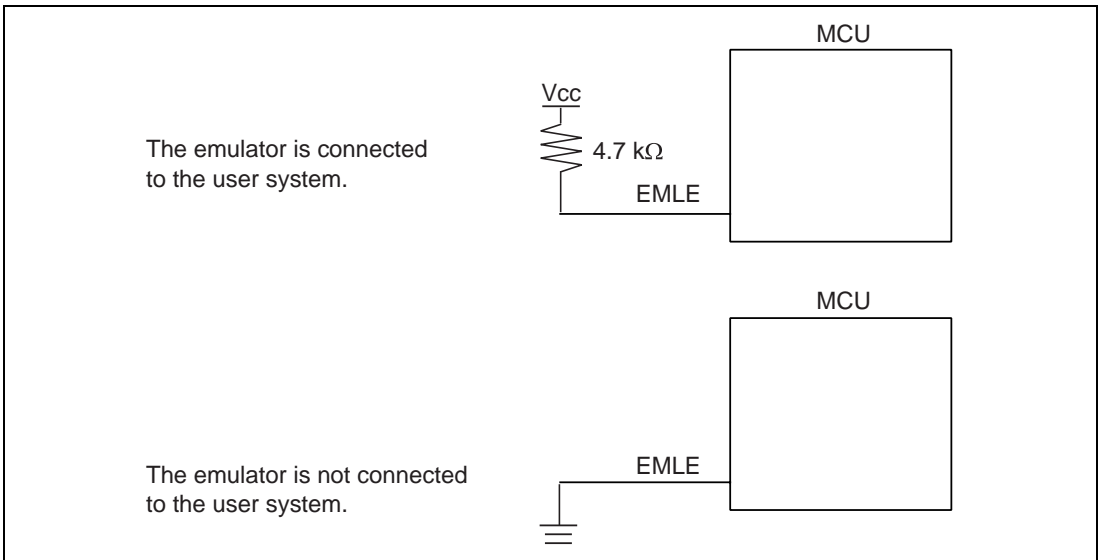 MCU
Vcc
4.7 kΩ
The emulator is connected
to the user system.
EMLE
MCU
EMLE
The emulator is not connected
to the user system.